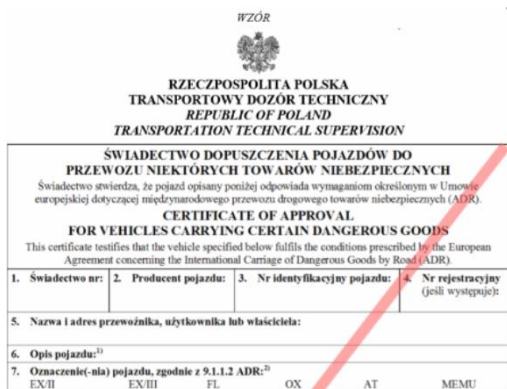 WZÓR
RZECZPOSPOLITA POLSKA
TRANSPORTOWY DOZÓR TECHNICZNY
REPUBLIC OF POLAND
TRANSPORTATION TECHNICAL SUPERVISION
ŚWIADECTWO DOPUSZCZENIA POJAZDÓW DO
PRZEWOZU NIEKTÓRYCH TOWARÓW NIEBEZPIECZNYCH
Świadectwo stwierdza, że pojazd opisany poniżej odpowiada wymaganiom określonym w Umowie
europejskiej dotyczącej międzynarodowego przewozu drogowego towarów niebezpiecznych (ADR).
CERTIFICATE OF APPROVAL
FOR VEHICLES CARRYING CERTAIN DANGEROUS GOODS
This certificate testifies that the vehicle specified below fulfils the conditions prescribed by the European
Agreement concerning the International Carriage of Dangerous Goods by Road (ADR).
1. Świadectwo nr: 2. Producent pojazdu: 3. Nr identyfikacyjny pojazdu: 4. Nr rejestracyjny
(jeśli występuje):
5. Nazwa i adres przewoźnika, użytkownika lub właściciela:
6. Opis pojazdu:1)
7. Oznaczenie(-nia) pojazdu, zgodnie z 9.1.1.2 ADR:2)
EX/II EX/III FL OX AT MEMU